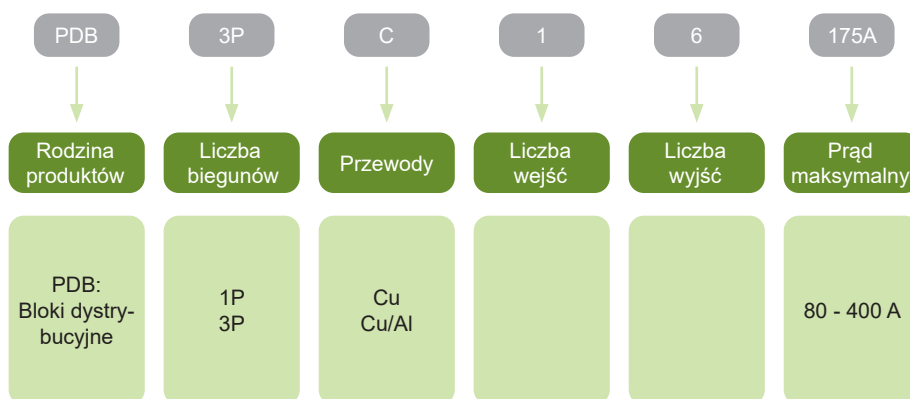 PDB
3P
C
1
6
175A
Rodzina
produktów
Liczba
biegunów
Przewody
Liczba
wejść
Liczba
wyjść
Prąd
maksymalny
PDB:
Bloki dystry-
bucyjne
1P
3P
Cu
Cu/Al
80 - 400 A